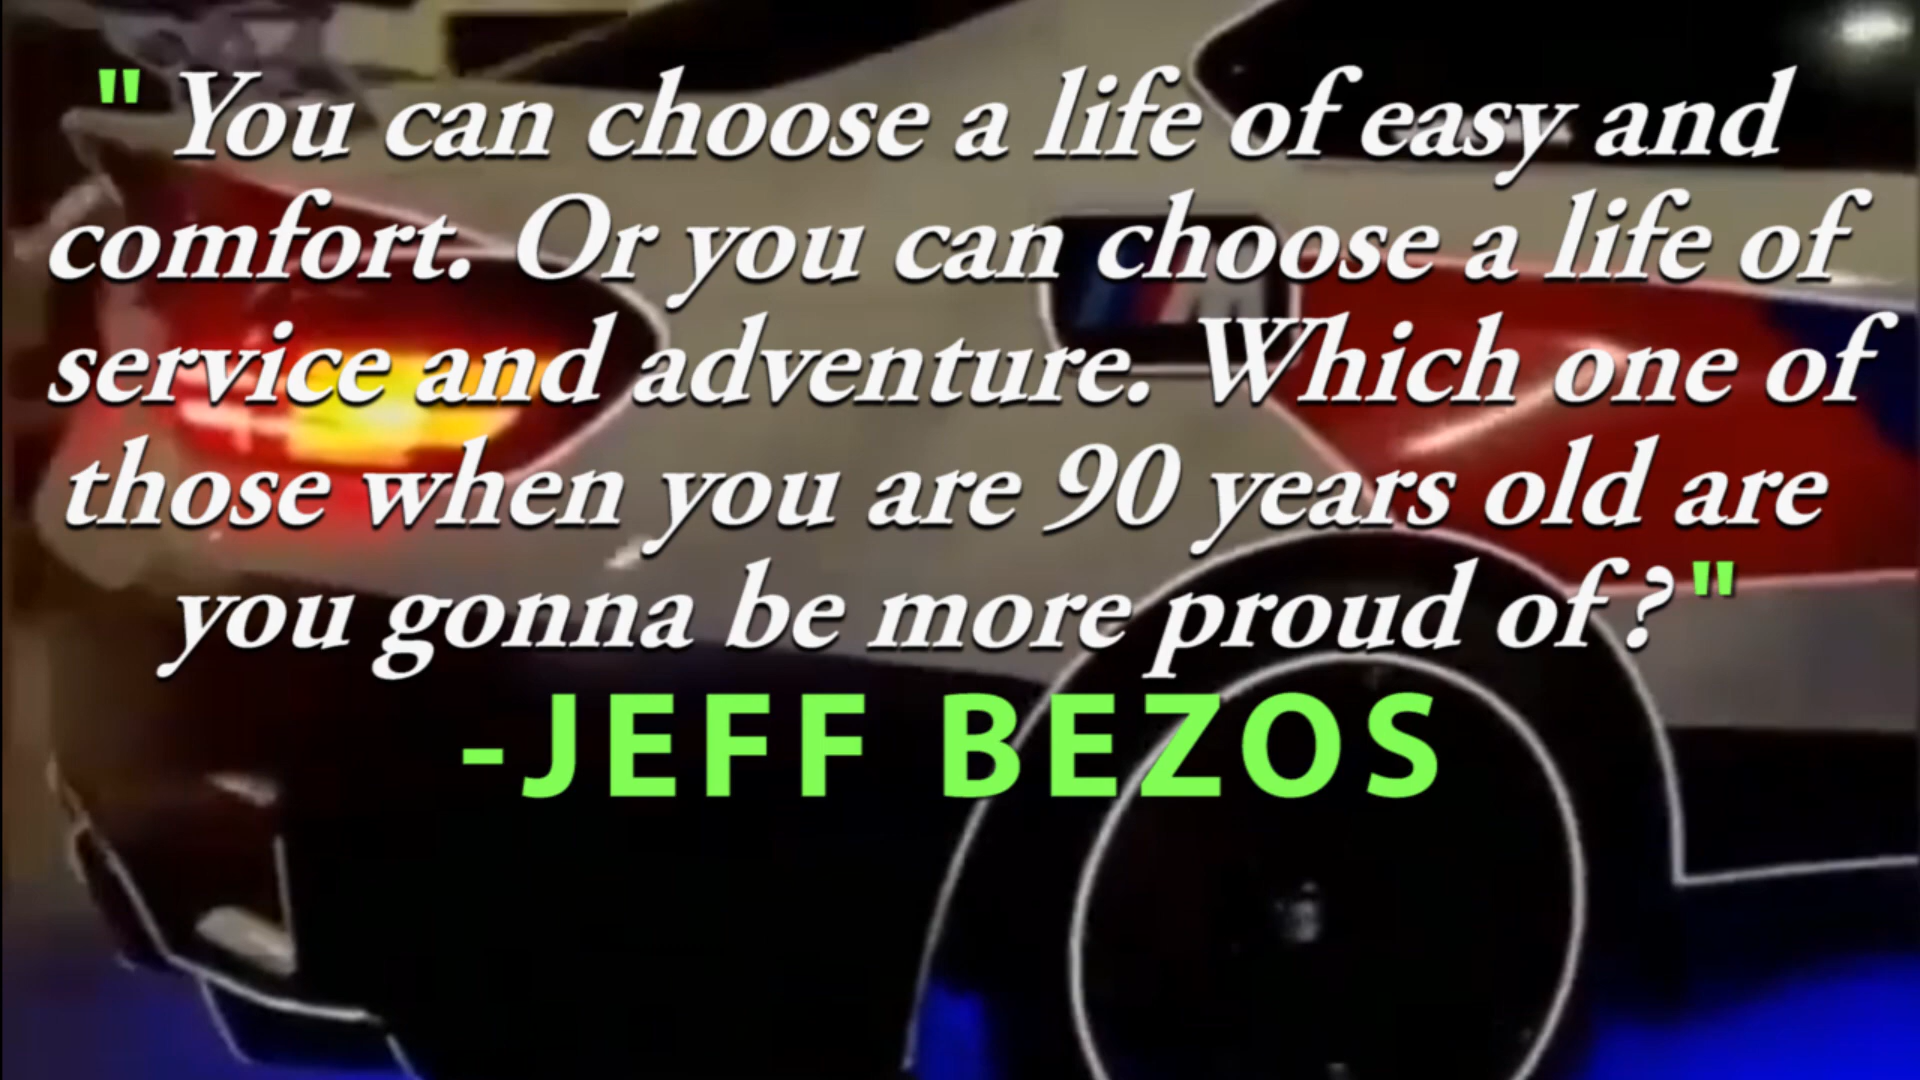 " You can choose a life of easy and
comfort. Or you can choose a life of
service and adventure. Which one of
those when you are 90 years old are
you gonna be more proud of?"
-JEFF BEZOS
M